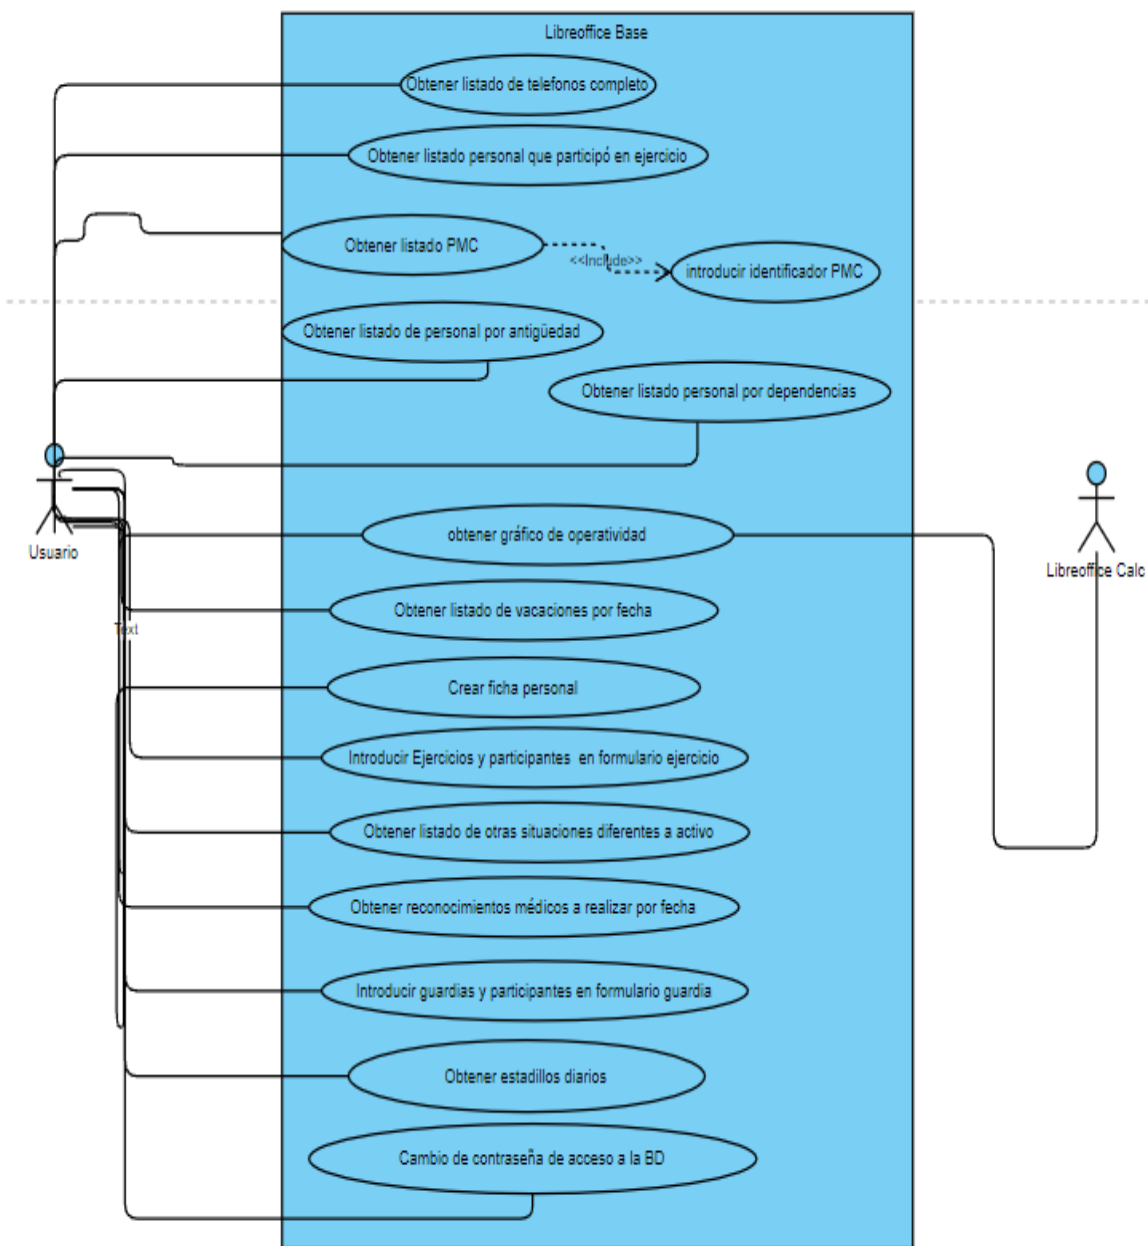 Libreoffice Base
Obtener listado de telefonos completo
Obtener listado personal que participó en ejercicio
Obtener listado PMC
<<Include>>
introducir identificador PMC
Obtener listado de personal por antigüedad
Obtener listado personal por dependencias
Usuario
obtener gráfico de operatividad
Libreoffice Calc
Obtener listado de vacaciones por fecha
Text
Crear ficha personal
Introducir Ejercicios y participantes en formulario ejercicio
Obtener listado de otras situaciones diferentes a activo
Obtener reconocimientos médicos a realizar por fecha
Introducir guardias y participantes en formulario guardia
Obtener estadillos diarios
Cambio de contraseña de acceso a la BD